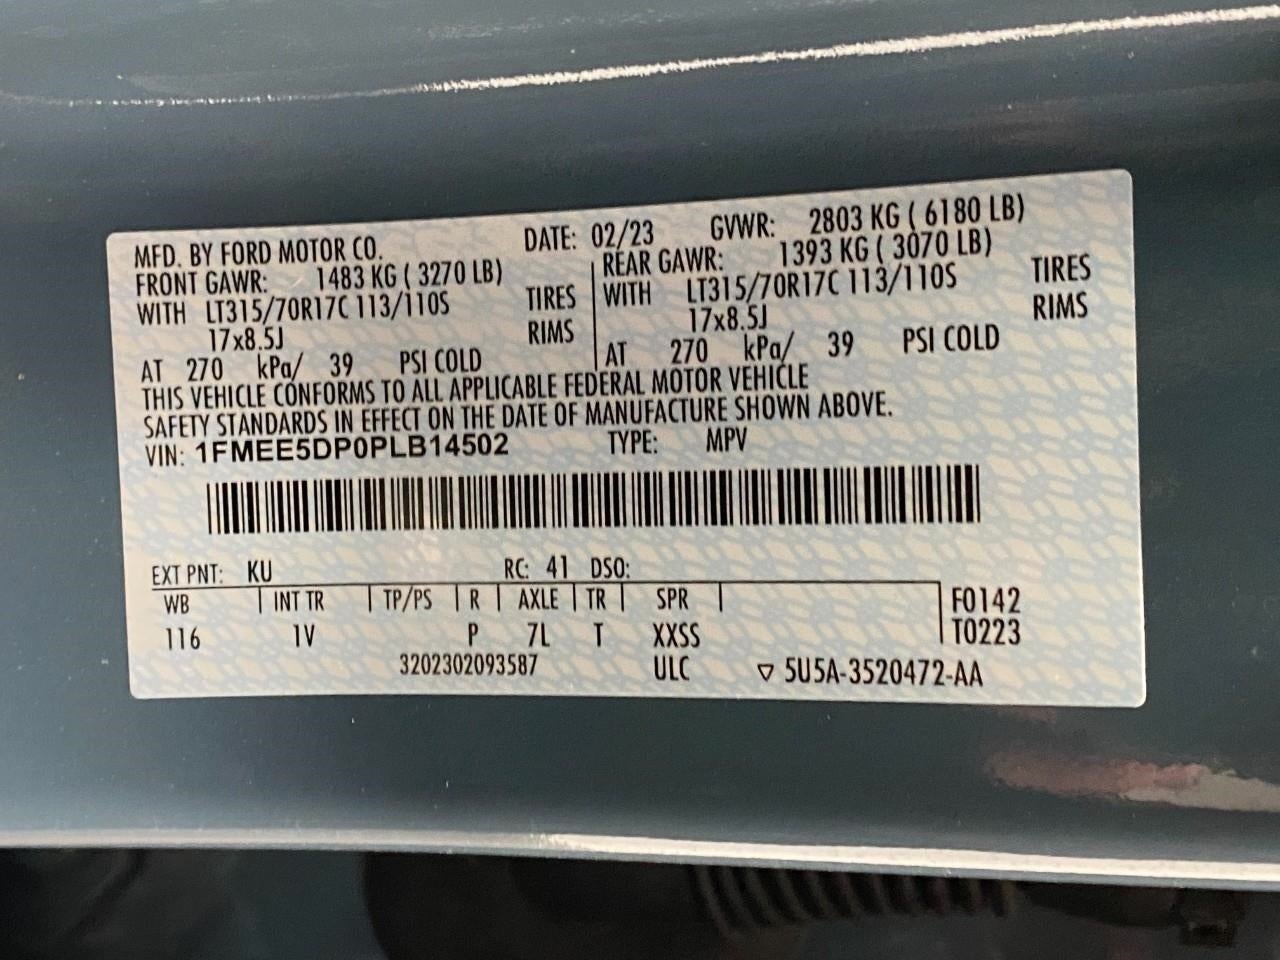 MFD. BY FORD MOTOR CO. DATE: 02/23 GVWR: 2803 KG ( 6180 LB)
FRONT GAWR: 1483 KG ( 3270 LB) REAR GAWR: 1393 KG ( 3070 LB)
WITH LT315/70R17C 113/110S TIRES WITH LT315/70R17C 113/110S TIRES
17x8.5J RIMS 17x8.5J RIMS
AT 270 kPa/ 39 PSI COLD AT 270 kPa/ 39 PSI COLD
THIS VEHICLE CONFORMS TO ALL APPLICABLE FEDERAL MOTOR VEHICLE
SAFETY STANDARDS IN EFFECT ON THE DATE OF MANUFACTURE SHOWN ABOVE.
VIN: 1FMEE5DP0PLB14502 TYPE: MPV
EXT PNT: KU RC: 41 DSO:
WB INT TR TP/PS R AXLE TR SPR F0142
116 1V P 7L T XXSS T0223
3202302093587 ULC ▽ 5U5A-3520472-AA